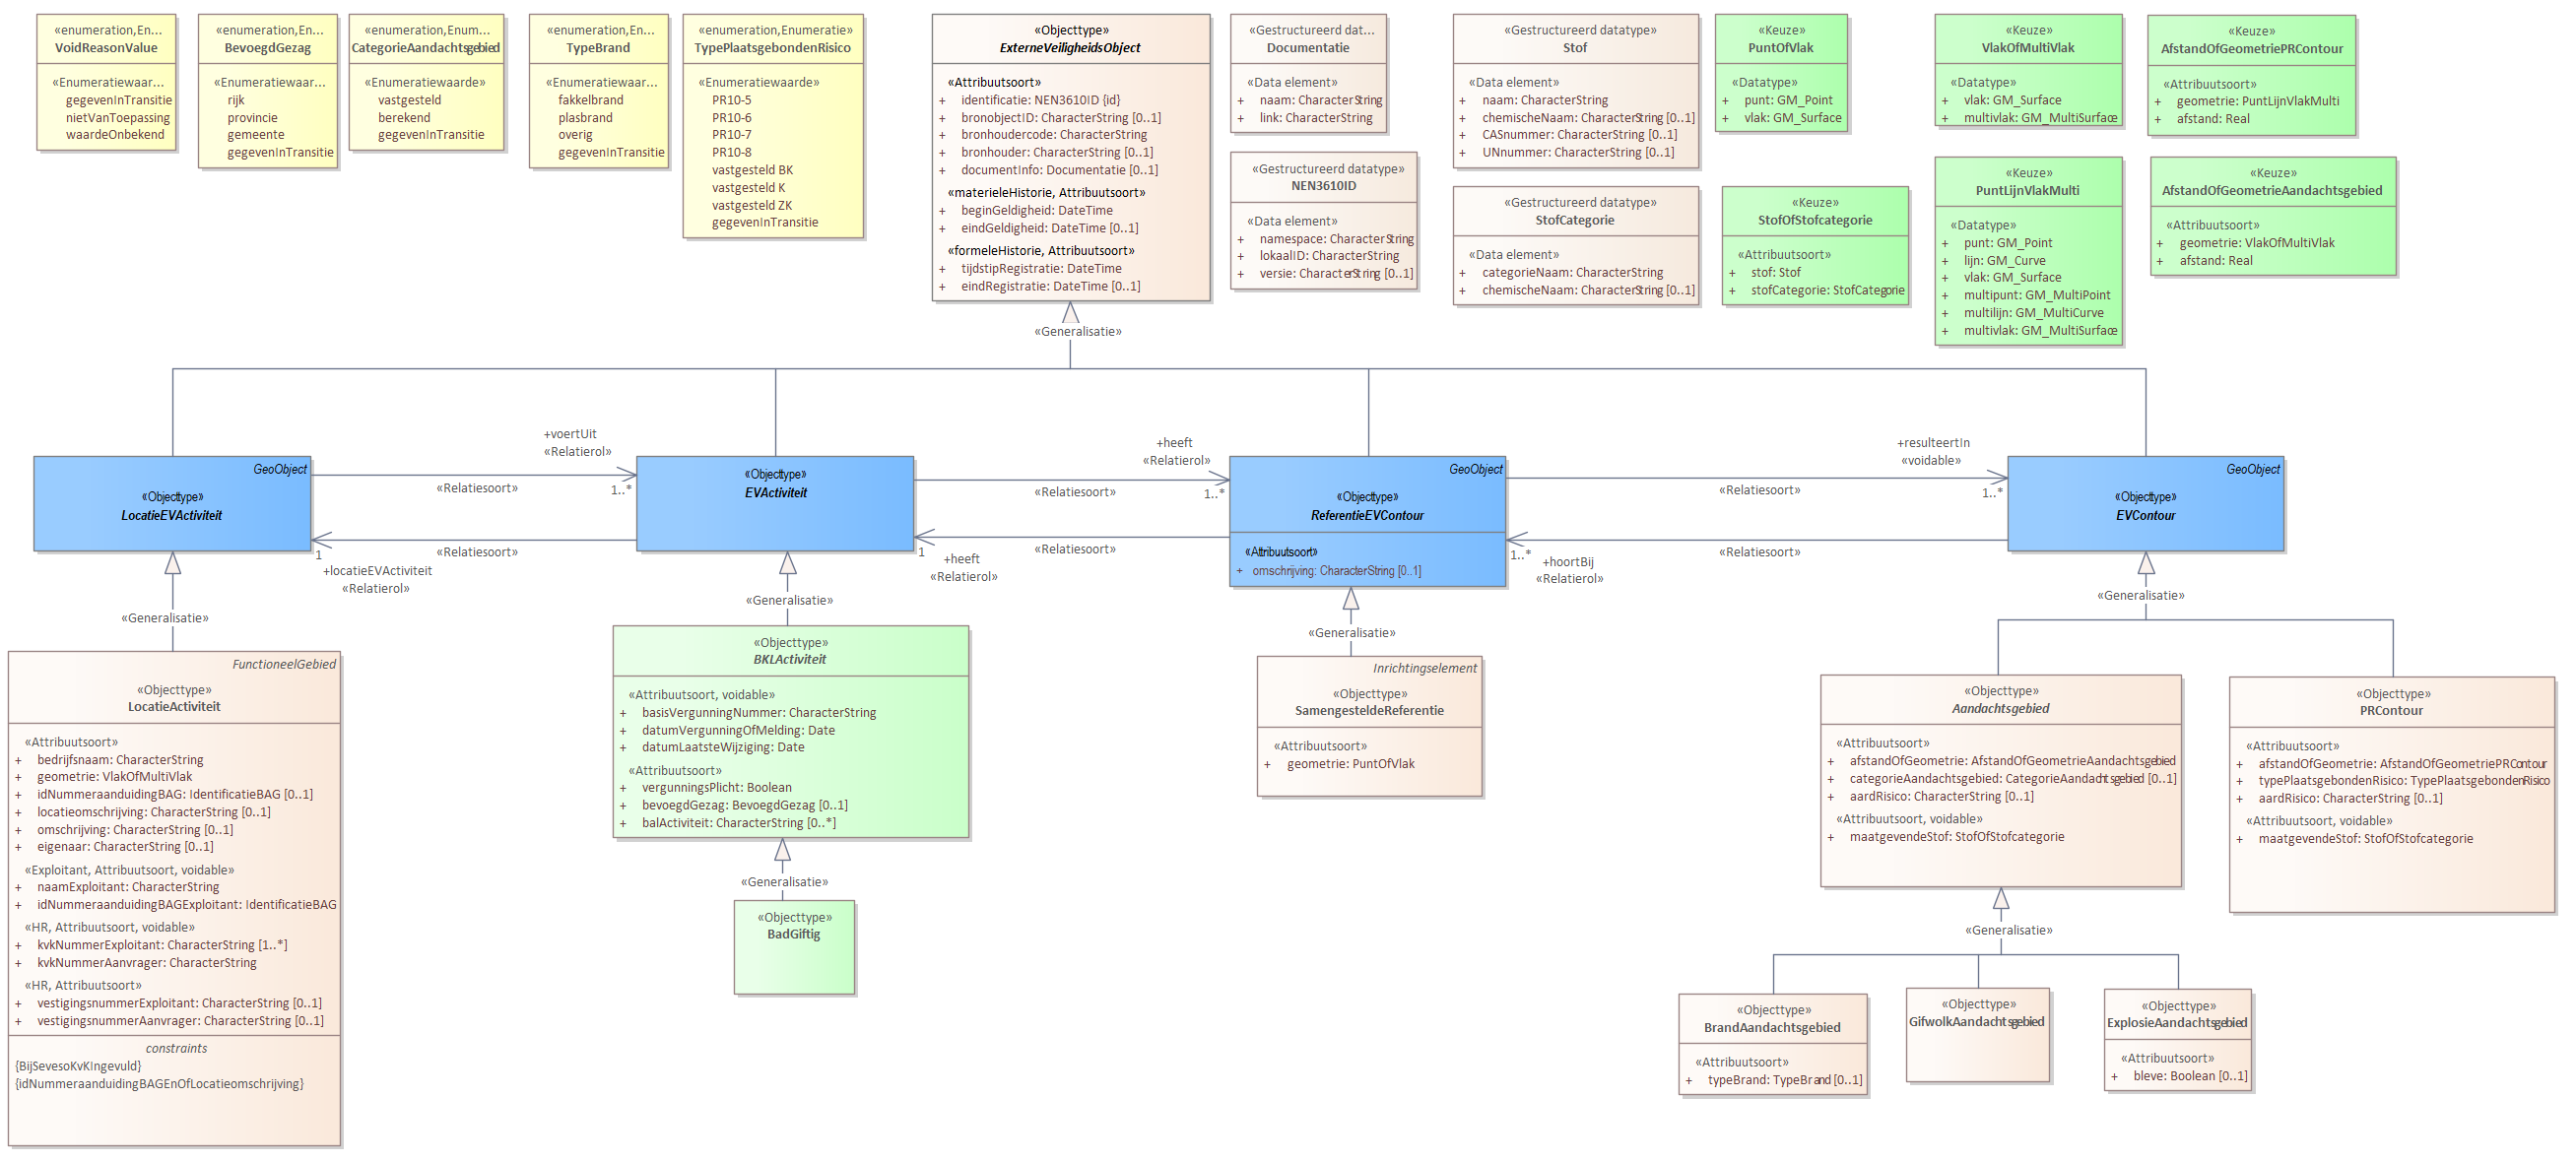 «enumeration,En...
VoidReasonValue
«Enumeratiewaar...
gegevenInTransitie
nietVanToepassing
waardeOnbekend
«enumeration,En...
BevoegdGezag
«Enumeratiewaar...
rijk
provincie
gemeente
gegevenInTransitie
«enumeration,Enum...
CategorieAandachtsgebied
«Enumeratiewaarde»
vastgesteld
berekend
gegevenInTransitie
«enumeration,En...
TypeBrand
«Enumeratiewaar...
fakkelbrand
plasbrand
overig
gegevenInTransitie
«enumeration,Enumeratie»
TypePlaatsgebondenRisico
«Enumeratiewaarde»
PR10-5
PR10-6
PR10-7
PR10-8
vastgesteld BK
vastgesteld K
vastgesteld ZK
gegevenInTransitie
«Objecttype»
ExterneVeiligheidsObject
«Attribuutsoort»
+ identificatie: NEN3610ID {id}
+ bronobjectID: CharacterString [0..1]
+ bronhoudercode: CharacterString
+ bronhouder: CharacterString [0..1]
+ documentInfo: Documentatie [0..1]
«materieleHistorie, Attribuutsoort»
+ beginGeldigheid: DateTime
+ eindGeldigheid: DateTime [0..1]
«formeleHistorie, Attribuutsoort»
+ tijdstipRegistratie: DateTime
+ eindRegistratie: DateTime [0..1]
«Gestructureerd dat...
Documentatie
«Data element»
+ naam: CharacterString
+ link: CharacterString
«Gestructureerd datatype»
NEN3610ID
«Data element»
+ namespace: CharacterString
+ lokaalID: CharacterString
+ versie: CharacterString [0..1]
«Gestructureerd datatype»
Stof
«Data element»
+ naam: CharacterString
+ chemischeNaam: CharacterString [0..1]
+ CASnummer: CharacterString [0..1]
+ UNnummer: CharacterString [0..1]
«Gestructureerd datatype»
StofCategorie
«Data element»
+ categorieNaam: CharacterString
+ chemischeNaam: CharacterString [0..1]
«Keuze»
PuntOfVlak
«Datatype»
+ punt: GM_Point
+ vlak: GM_Surface
«Keuze»
StofOfStofcategorie
«Attribuutsoort»
+ stof: Stof
+ stofCategorie: StofCategorie
«Keuze»
VlakOfMultiVlak
«Datatype»
+ vlak: GM_Surface
+ multivlak: GM_MultiSurface
«Keuze»
PuntLijnVlakMulti
«Datatype»
+ punt: GM_Point
+ lijn: GM_Curve
+ vlak: GM_Surface
+ multipunt: GM_MultiPoint
+ multilijn: GM_MultiCurve
+ multivlak: GM_MultiSurface
«Keuze»
AfstandOfGeometriePRContour
«Attribuutsoort»
+ geometrie: PuntLijnVlakMulti
+ afstand: Real
«Keuze»
AfstandOfGeometrieAandachtsgebied
«Attribuutsoort»
+ geometrie: VlakOfMultiVlak
+ afstand: Real
«Generalisatie»
GeoObject
«Objecttype»
LocatieEVActiviteit
+voertUit
«Relatierol»
1..*
«Relatiesoort»
«Relatiesoort»
1
+locatieEVActiviteit
«Relatierol»
«Objecttype»
EVActiviteit
+heeft
«Relatierol»
1..*
«Relatiesoort»
«Relatiesoort»
1
+heeft
«Relatierol»
GeoObject
«Objecttype»
ReferentieEVContour
«Attribuutsoort»
+ omschrijving: CharacterString [0..1]
+resulteertIn
«voidable»
1..*
«Relatiesoort»
«Relatiesoort»
1..*
+hoortBij
«Relatierol»
GeoObject
«Objecttype»
EVContour
«Generalisatie»
«Generalisatie»
«Generalisatie»
«Generalisatie»
FunctioneelGebied
«Objecttype»
LocatieActiviteit
«Attribuutsoort»
+ bedrijfsnaam: CharacterString
+ geometrie: VlakOfMultiVlak
+ idNummeraanduidingBAG: IdentificatieBAG [0..1]
+ locatieomschrijving: CharacterString [0..1]
+ omschrijving: CharacterString [0..1]
+ eigenaar: CharacterString [0..1]
«Exploitant, Attribuutsoort, voidable»
+ naamExploitant: CharacterString
+ idNummeraanduidingBAGExploitant: IdentificatieBAG
«HR, Attribuutsoort, voidable»
+ kvkNummerExploitant: CharacterString [1..*]
+ kvkNummerAanvrager: CharacterString
«HR, Attribuutsoort»
+ vestigingsnummerExploitant: CharacterString [0..1]
+ vestigingsnummerAanvrager: CharacterString [0..1]
constraints
{BijSevesoKvKIngevuld}
{idNummeraanduidingBAGEnOfLocatieomschrijving}
«Objecttype»
BKLActiviteit
«Attribuutsoort, voidable»
+ basisVergunningNummer: CharacterString
+ datumVergunningOfMelding: Date
+ datumLaatsteWijziging: Date
«Attribuutsoort»
+ vergunningsPlicht: Boolean
+ bevoegdGezag: BevoegdGezag [0..1]
+ balActiviteit: CharacterString [0..*]
«Generalisatie»
«Objecttype»
BadGiftig
Inrichtingselement
«Objecttype»
SamengesteldeReferentie
«Attribuutsoort»
+ geometrie: PuntOfVlak
«Objecttype»
Aandachtsgebied
«Attribuutsoort»
+ afstandOfGeometrie: AfstandOfGeometrieAandachtsgebied
+ categorieAandachtsgebied: CategorieAandachtsgebied [0..1]
+ aardRisico: CharacterString [0..1]
«Attribuutsoort, voidable»
+ maatgevendeStof: StofOfStofcategorie
«Objecttype»
PRContour
«Attribuutsoort»
+ afstandOfGeometrie: AfstandOfGeometriePRContour
+ typePlaatsgebondenRisico: TypePlaatsgebondenRisico
+ aardRisico: CharacterString [0..1]
«Attribuutsoort, voidable»
+ maatgevendeStof: StofOfStofcategorie
«Generalisatie»
«Objecttype»
BrandAandachtsgebied
«Attribuutsoort»
+ typeBrand: TypeBrand [0..1]
«Objecttype»
GifwolkAandachtsgebied
«Objecttype»
ExplosieAandachtsgebied
«Attribuutsoort»
+ bleve: Boolean [0..1]